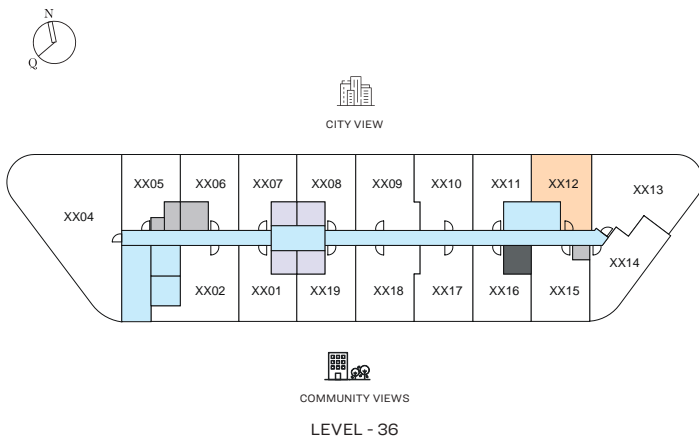 N
Q
CITY VIEW
XX05 XX06 XX07 XX08 XX09 XX10 XX11 XX12 XX13
XX04
XX14
XX02 XX01 XX19 XX18 XX17 XX16 XX15
COMMUNITY VIEWS
LEVEL - 36